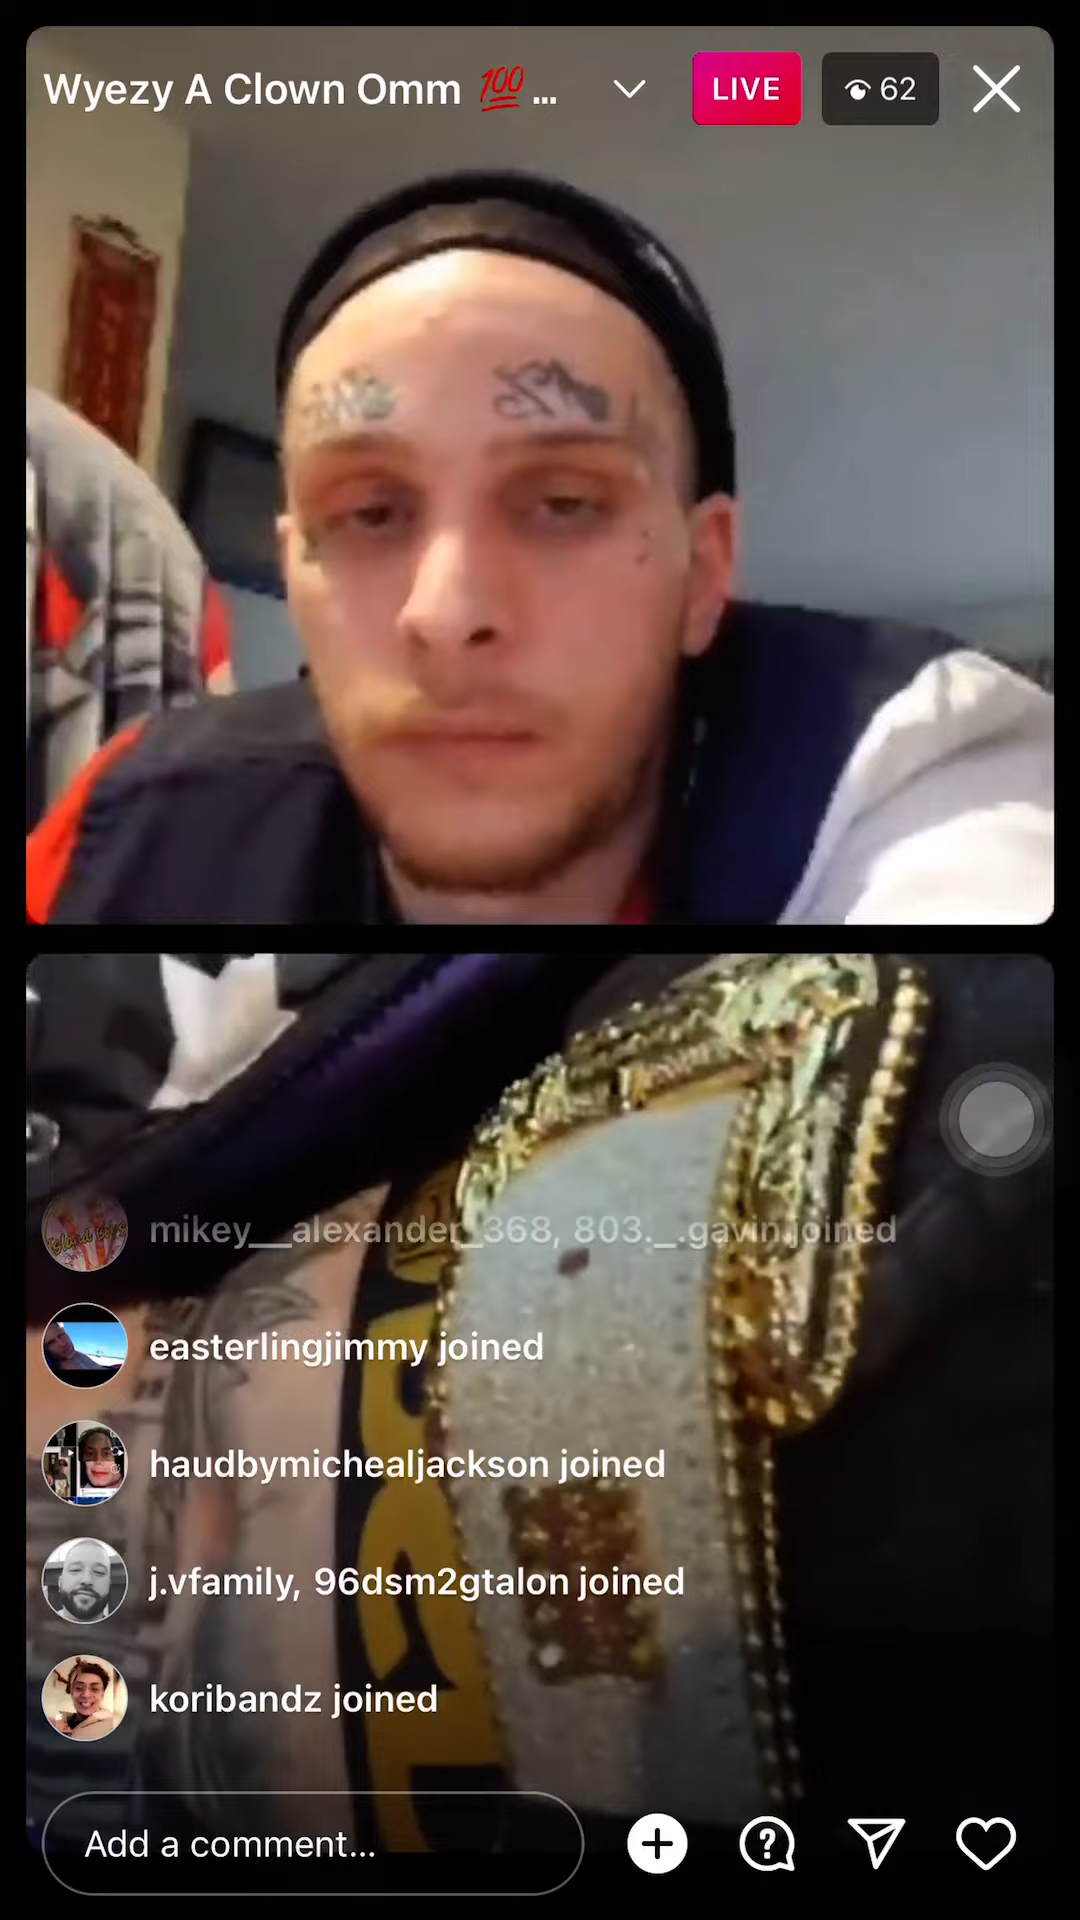 Wyezy A Clown Omm 💯 ...
LIVE
62
mikey__alexander_368, 803._.gavin joined
easterlingjimmy joined
haudbymichealjackson joined
j.vfamily, 96dsm2gtalon joined
koribandz joined
Add a comment...